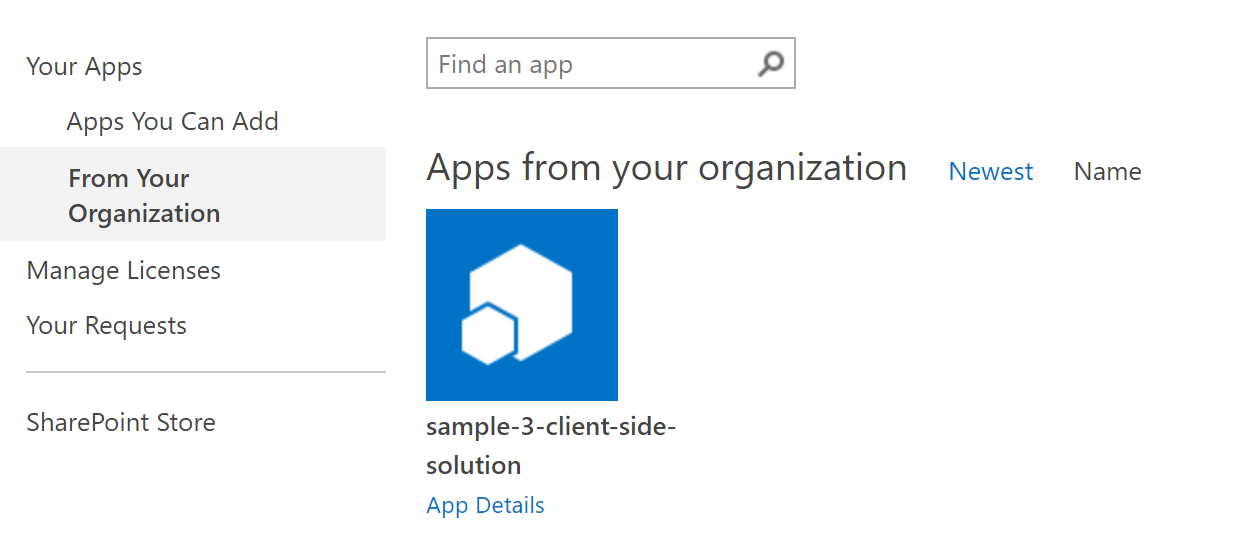 Your Apps
Apps You Can Add
From Your
Organization
Manage Licenses
Your Requests
SharePoint Store
Find an app
Apps from your organization Newest Name
sample-3-client-side-
solution
App Details